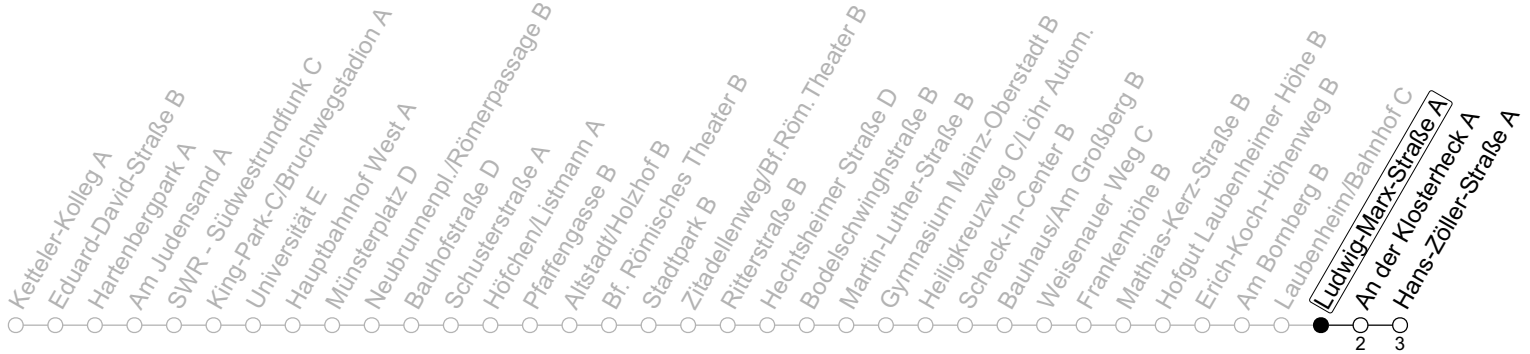 Ketteler-Kolleg A
Eduard-David-Straße B
Hartenbergpark A
Am Judensand A
SWR - Südwestrundfunk C
King-Park-C/Bruchwegstadion A
Universität E
Hauptbahnhof West A
Münsterplatz D
Neubrunnenpl./Römerpassage B
Bauhofstraße D
Schusterstraße A
Höfchen/Listmann A
Pfaffengasse B
Altstadt/Holzhof B
Bf. Römisches Theater B
Stadtpark B
Zitadellenweg/Bf.Röm.Theater B
Ritterstraße B
Hechtsheimer Straße D
Bodelschwinghstraße B
Martin-Luther-Straße B
Gymnasium Mainz-Oberstadt B
Heiligkreuzweg C/Löhr Autom.
Scheck-In-Center B
Bauhaus/Am Großberg B
Weisenauer Weg C
Frankenhöhe B
Mathias-Kerz-Straße B
Hofgut Laubenheimer Höhe B
Erich-Koch-Höhenweg B
Am Bornberg B
Laubenheim/Bahnhof C
Ludwig-Marx-Straße A
An der Klosterheck A
Hans-Zöller-Straße A
2
3